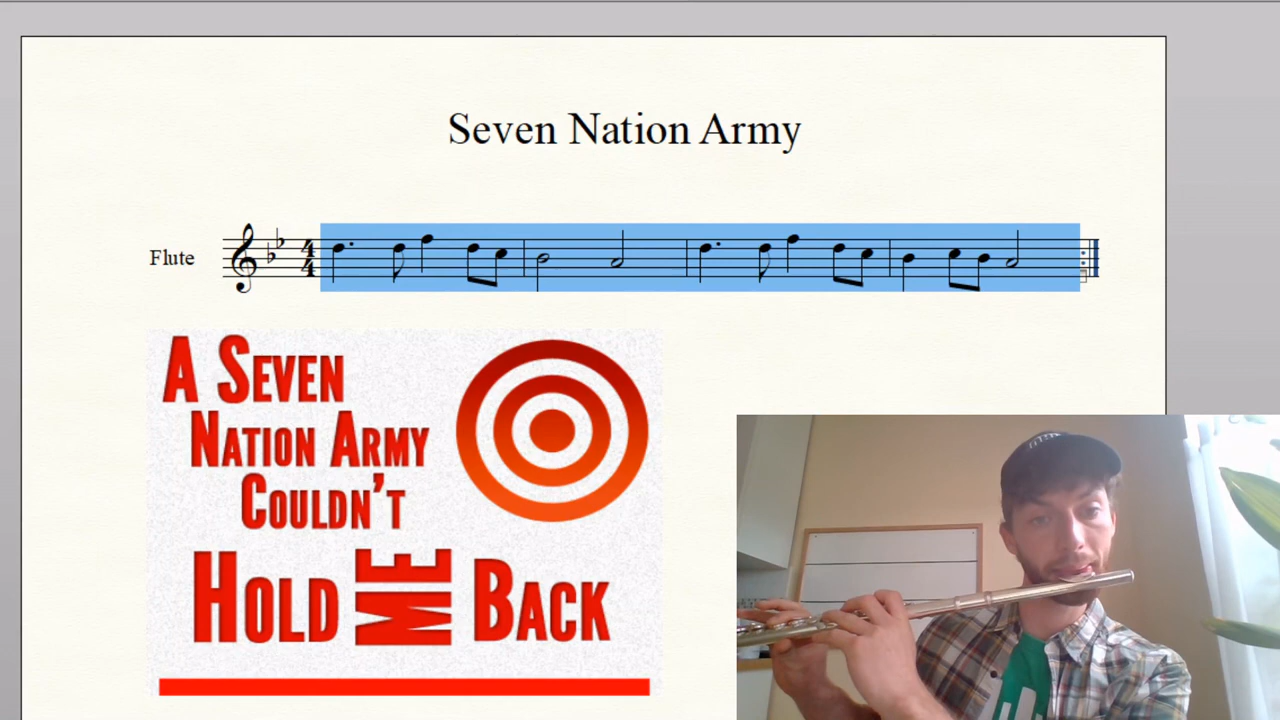 Seven Nation Army
Flute
A SEVEN
NATION ARMY
COULDN'T
HOLD ME BACK